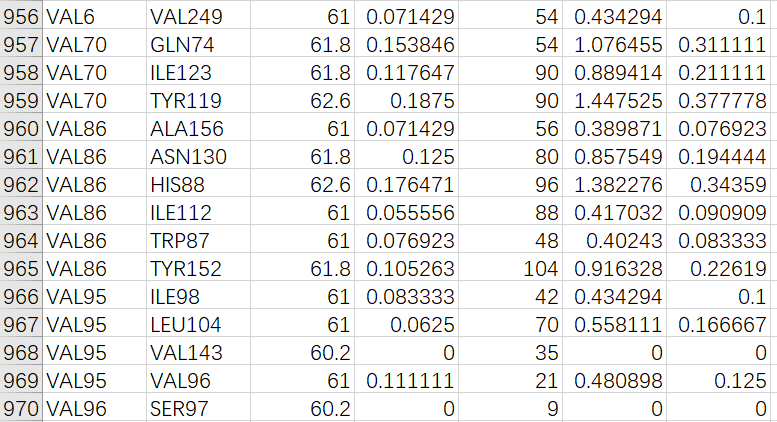 956 VAL6 VAL249 61 0.071429 54 0.434294 0.1
957 VAL70 GLN74 61.8 0.153846 54 1.076455 0.311111
958 VAL70 ILE123 61.8 0.117647 90 0.889414 0.211111
959 VAL70 TYR119 62.6 0.1875 90 1.447525 0.377778
960 VAL86 ALA156 61 0.071429 56 0.389871 0.076923
961 VAL86 ASN130 61.8 0.125 80 0.857549 0.194444
962 VAL86 HIS88 62.6 0.176471 96 1.382276 0.34359
963 VAL86 ILE112 61 0.055556 88 0.417032 0.090909
964 VAL86 TRP87 61 0.076923 48 0.40243 0.083333
965 VAL86 TYR152 61.8 0.105263 104 0.916328 0.22619
966 VAL95 ILE98 61 0.083333 42 0.434294 0.1
967 VAL95 LEU104 61 0.0625 70 0.558111 0.166667
968 VAL95 VAL143 60.2 0 35 0 0
969 VAL95 VAL96 61 0.111111 21 0.480898 0.125
970 VAL96 SER97 60.2 0 9 0 0